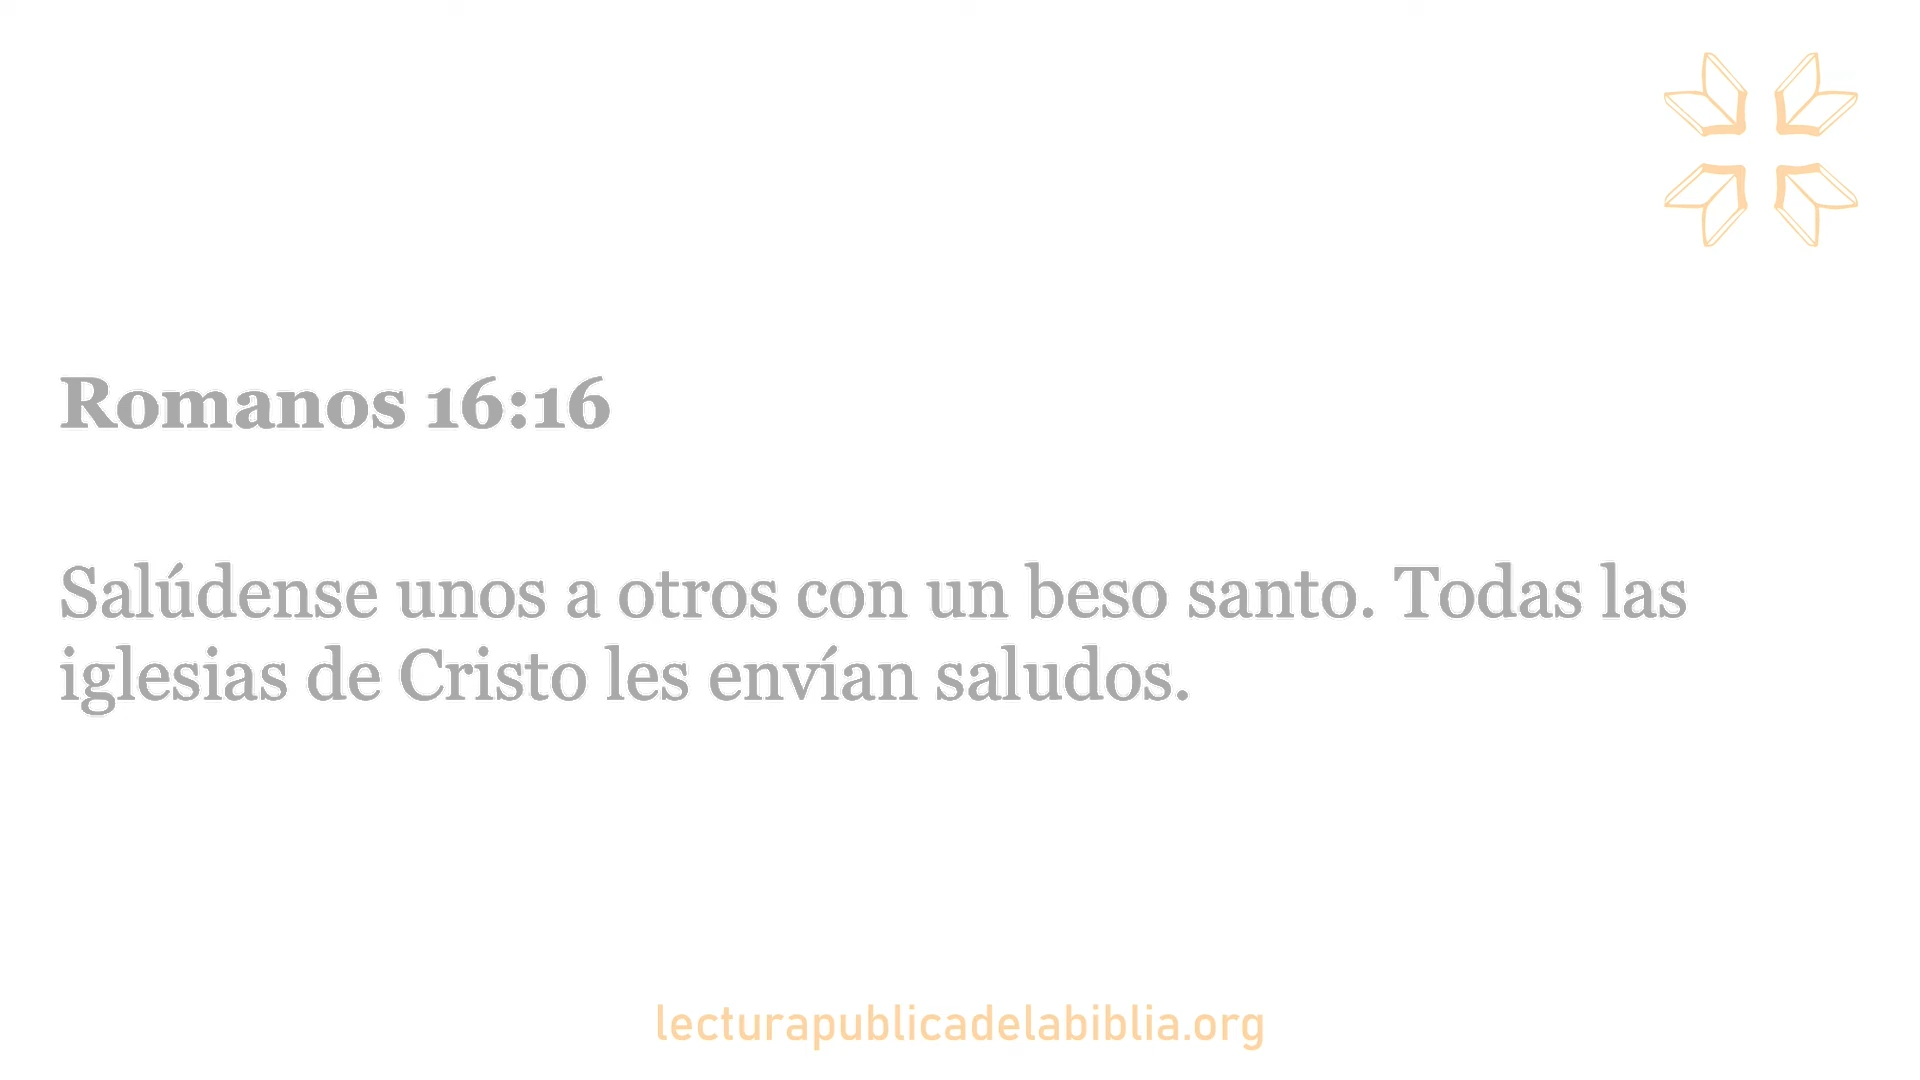 Romanos 16:16
Salúdense unos a otros con un beso santo. Todas las
iglesias de Cristo les envían saludos.
lecturapublicadelabiblia.org